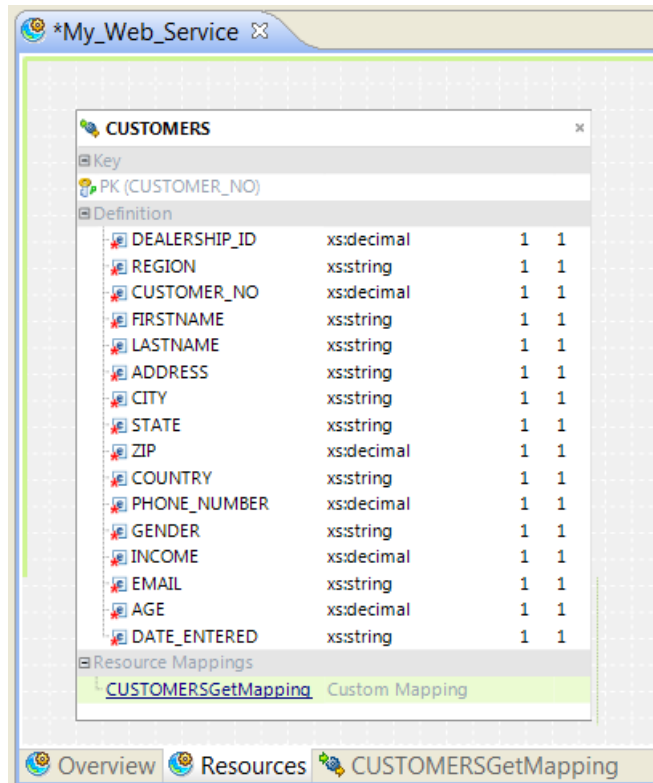 *My_Web_Service
CUSTOMERS
Key
PK (CUSTOMER_NO)
Definition
DEALERSHIP_ID xs:decimal 1 1
REGION xs:string 1 1
CUSTOMER_NO xs:decimal 1 1
FIRSTNAME xs:string 1 1
LASTNAME xs:string 1 1
ADDRESS xs:string 1 1
CITY xs:string 1 1
STATE xs:string 1 1
ZIP xs:decimal 1 1
COUNTRY xs:string 1 1
PHONE_NUMBER xs:decimal 1 1
GENDER xs:string 1 1
INCOME xs:decimal 1 1
EMAIL xs:string 1 1
AGE xs:decimal 1 1
DATE_ENTERED xs:string 1 1
Resource Mappings
CUSTOMERSGetMapping Custom Mapping
Overview Resources CUSTOMERSGetMapping